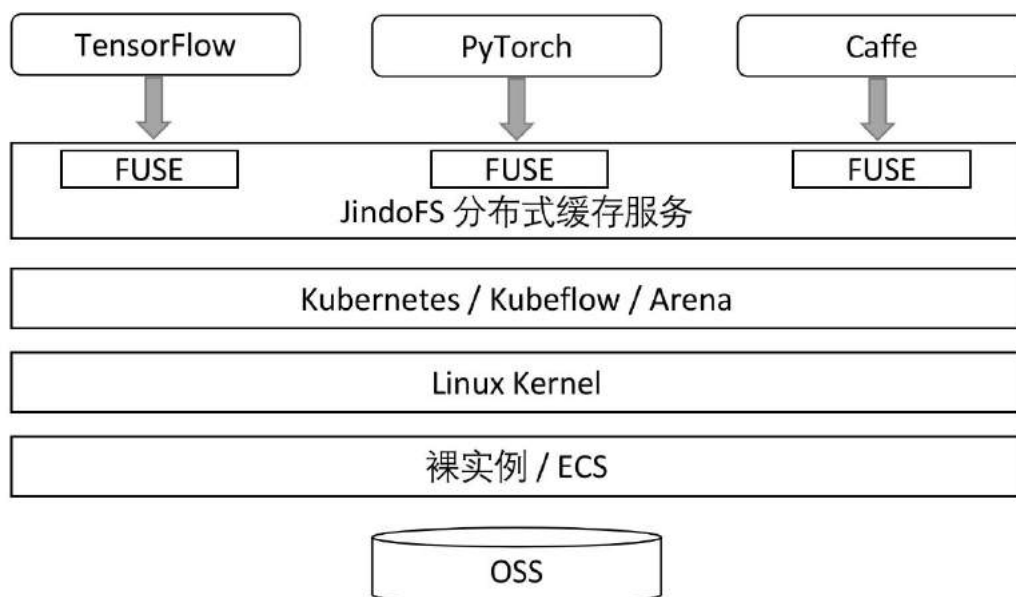 TensorFlow
PyTorch
Caffe
FUSE
FUSE
FUSE
JindoFS 分布式缓存服务
Kubernetes / Kubeflow / Arena
Linux Kernel
裸实例 / ECS
OSS